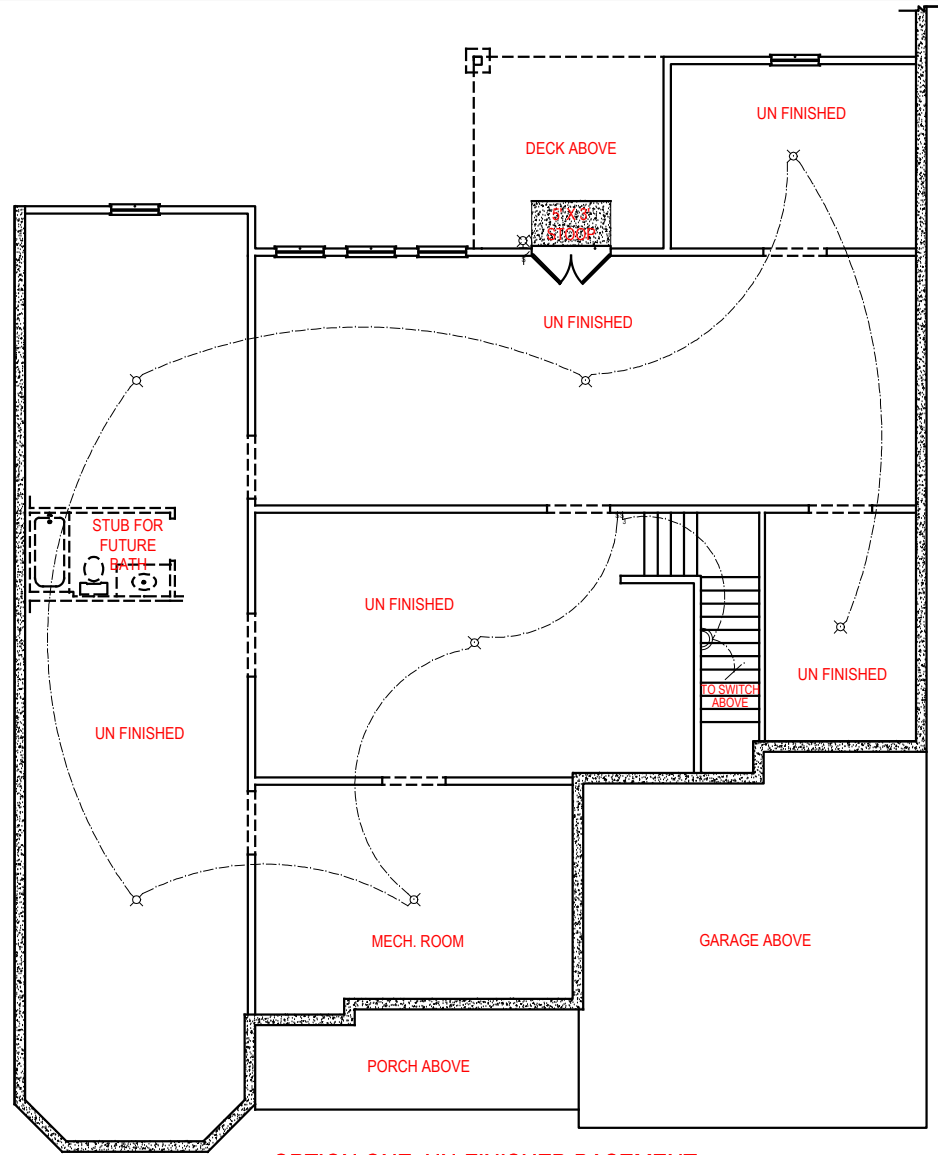 UN FINISHED
DECK ABOVE
5' X 3'
STOOP
UN FINISHED
STUB FOR
FUTURE
BATH
UN FINISHED
UN FINISHED
TO SWITCH
ABOVE
UN FINISHED
MECH. ROOM
GARAGE ABOVE
PORCH ABOVE